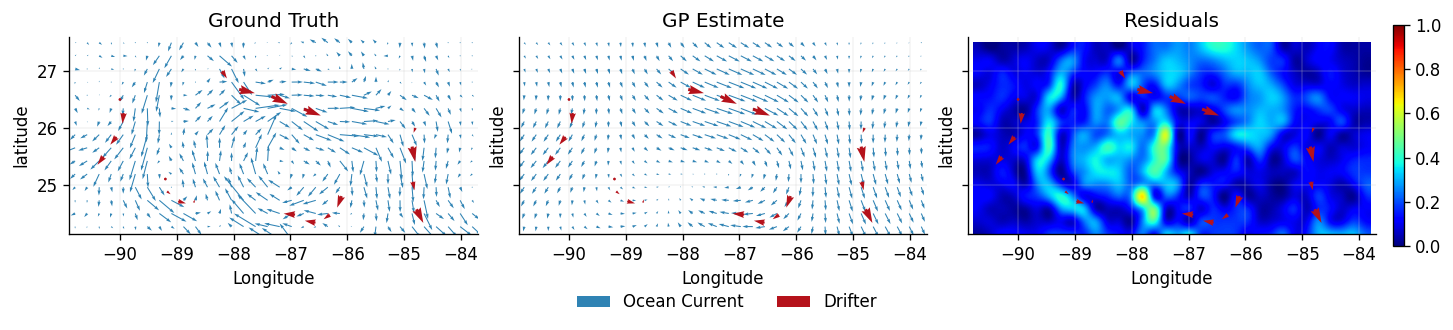 Ground Truth
GP Estimate
Residuals
latitude
27
26
25
−90 −89 −88 −87 −86 −85 −84
Longitude
latitude
−90 −89 −88 −87 −86 −85 −84
Longitude
latitude
−90 −89 −88 −87 −86 −85 −84
Longitude
1.0
0.8
0.6
0.4
0.2
0.0
Ocean Current
Drifter